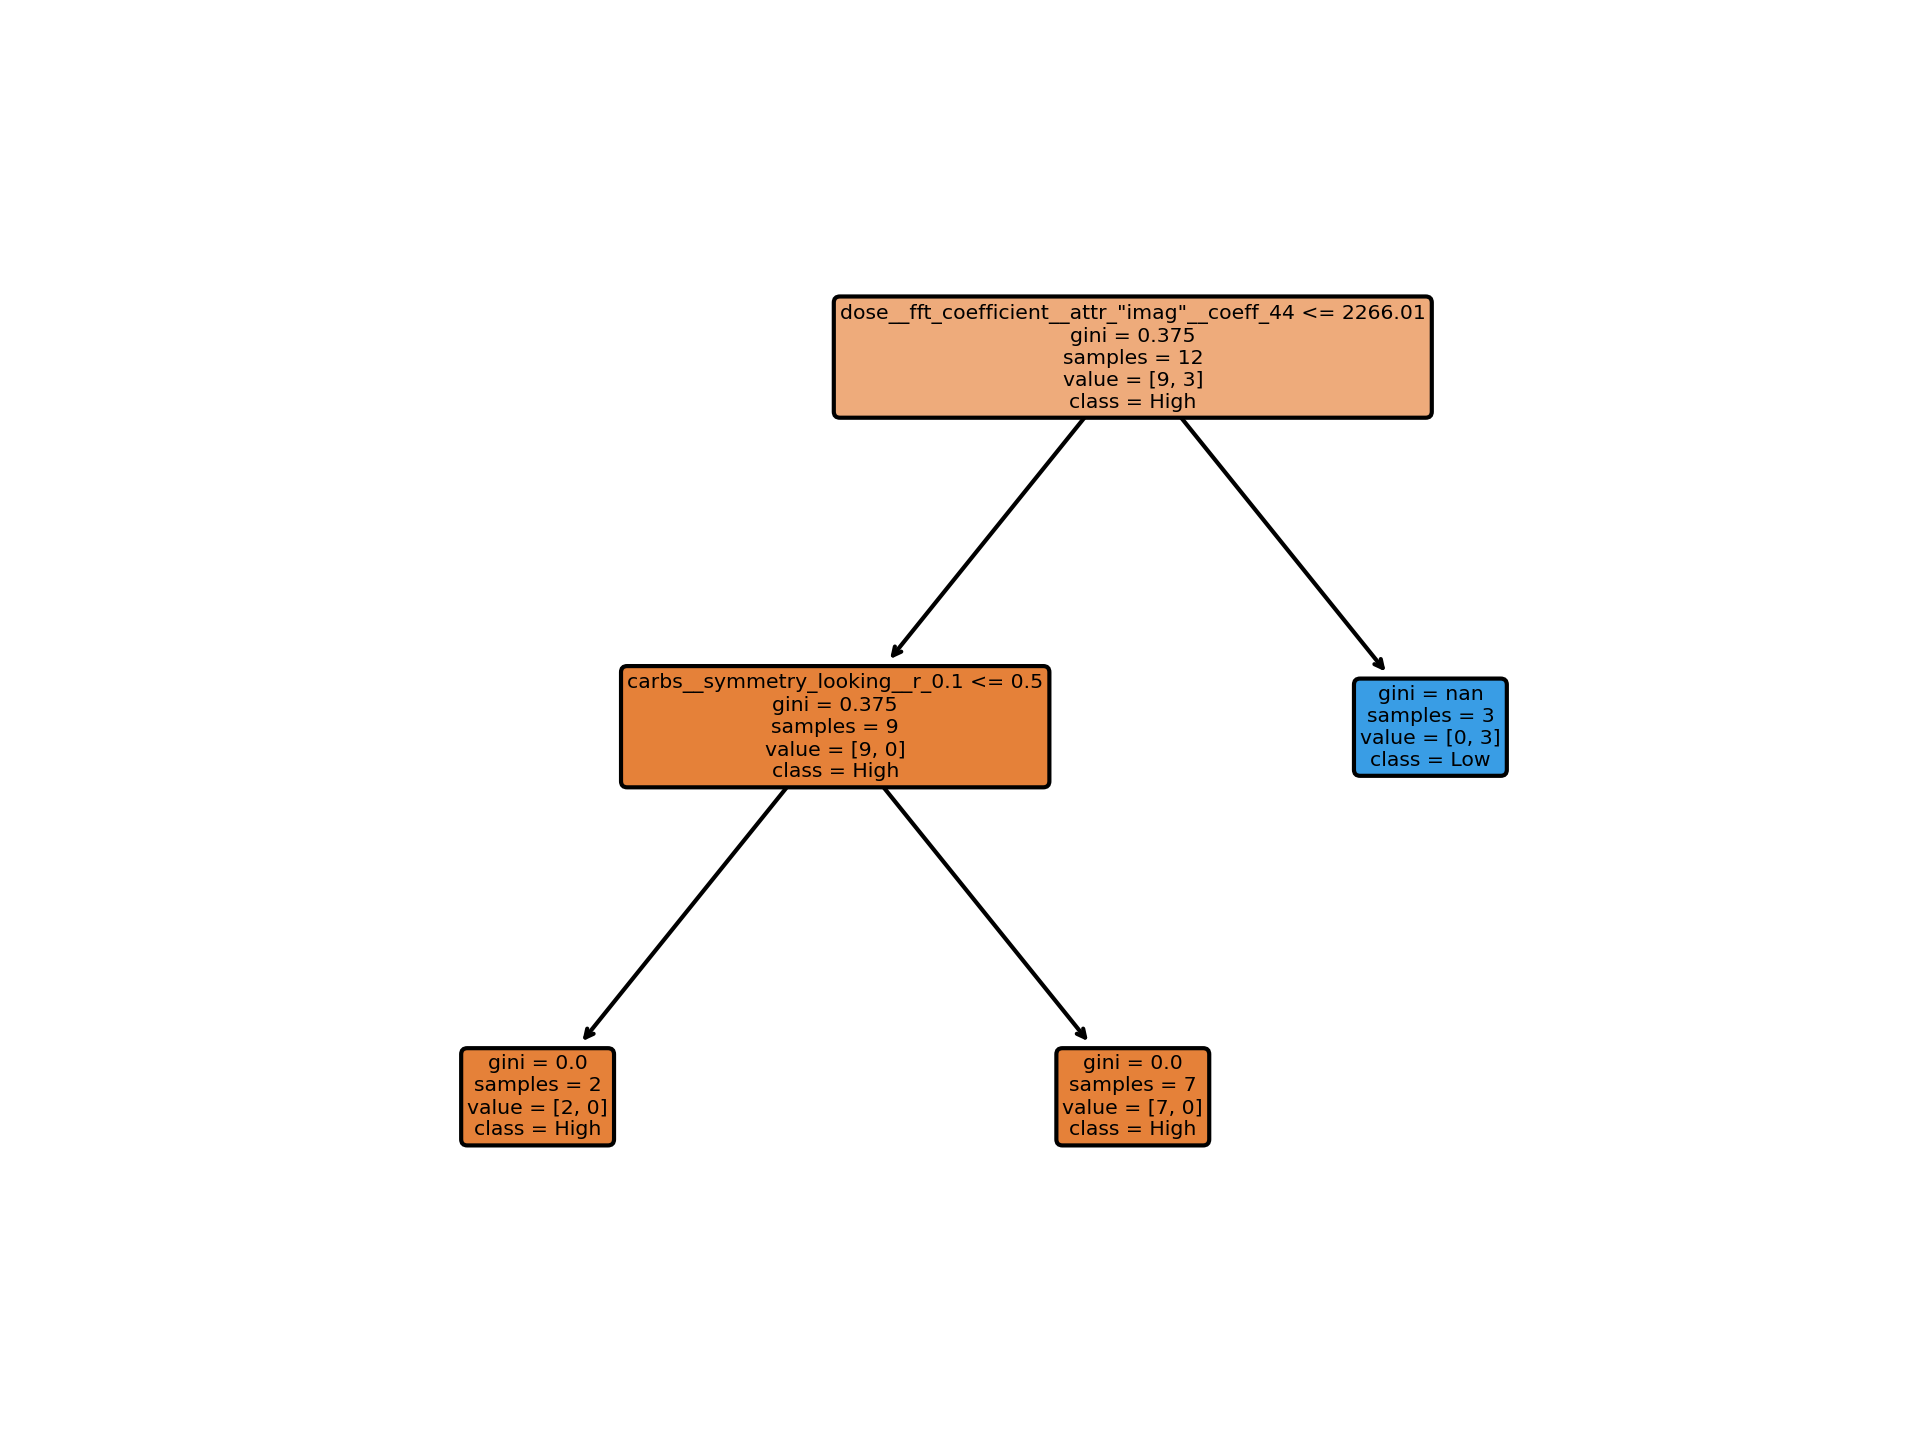 dose__fft_coefficient__attr_"imag"__coeff_44 <= 2266.01
gini = 0.375
samples = 12
value = [9, 3]
class = High
carbs__symmetry_looking__r_0.1 <= 0.5
gini = 0.375
samples = 9
value = [9, 0]
class = High
gini = nan
samples = 3
value = [0, 3]
class = Low
gini = 0.0
samples = 2
value = [2, 0]
class = High
gini = 0.0
samples = 7
value = [7, 0]
class = High